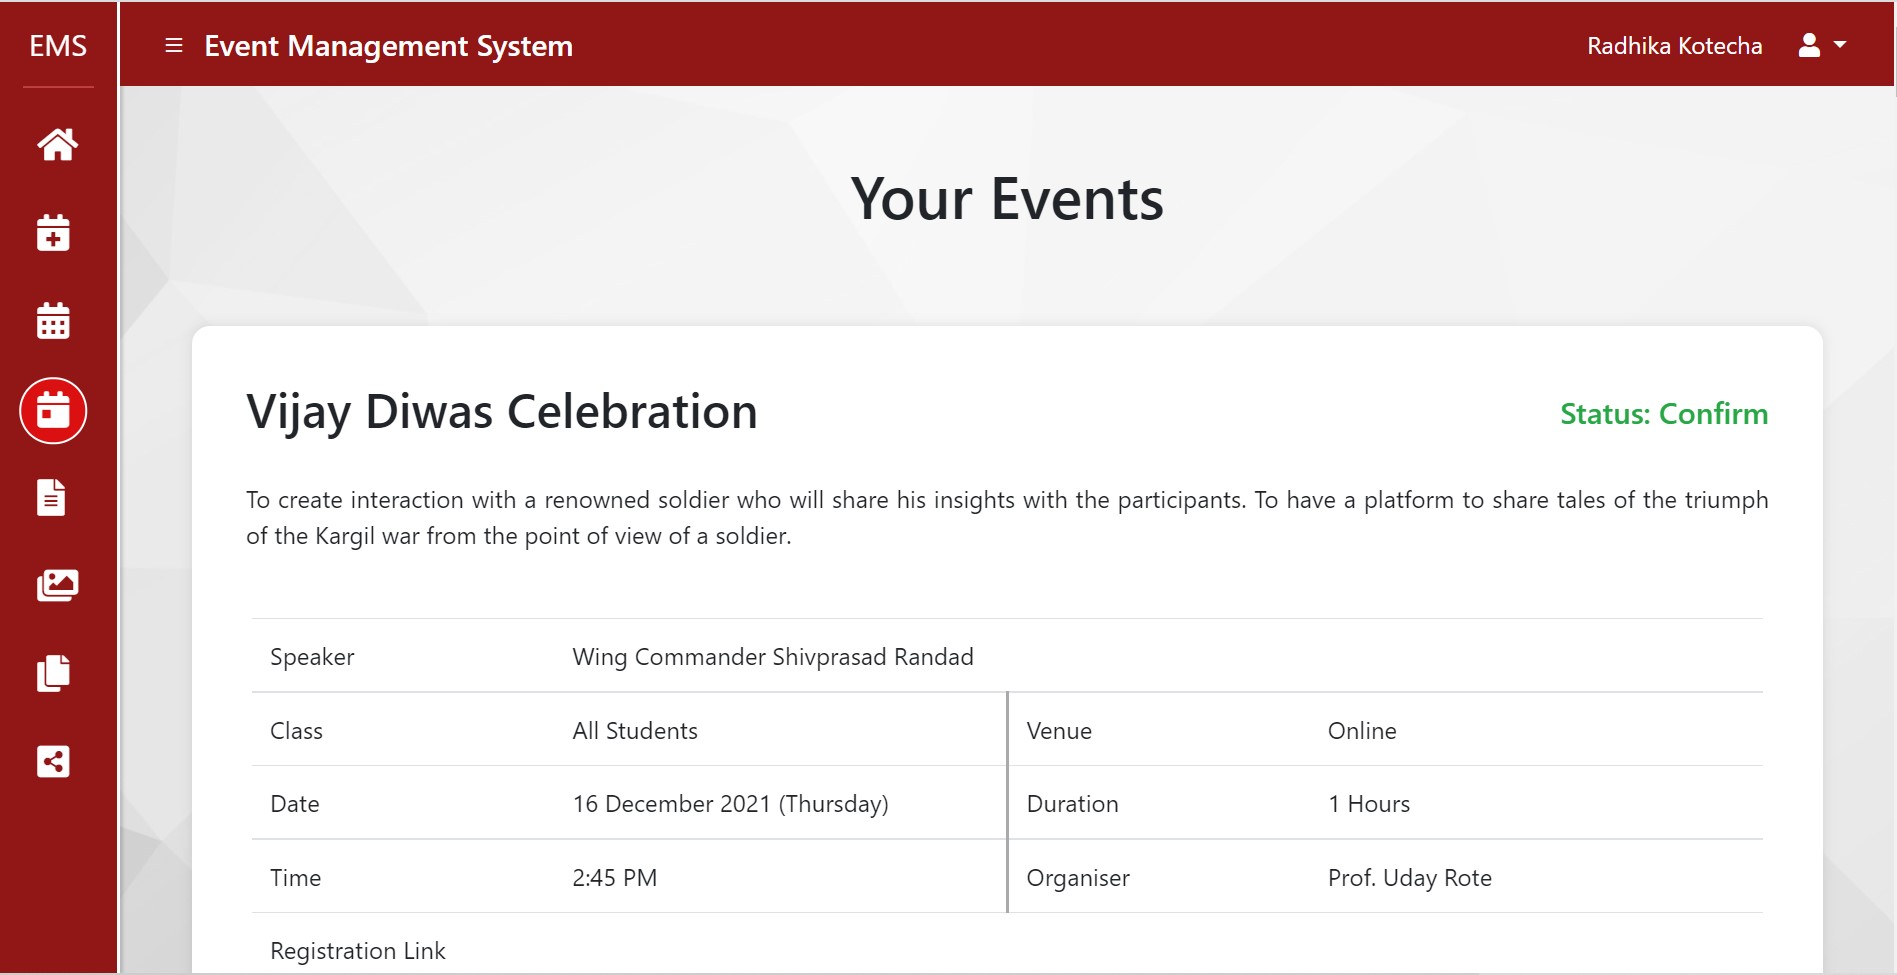 EMS
Event Management System
Radhika Kotecha
Your Events
Vijay Diwas Celebration
Status: Confirm
To create interaction with a renowned soldier who will share his insights with the participants. To have a platform to share tales of the triumph
of the Kargil war from the point of view of a soldier.
Speaker Wing Commander Shivprasad Randad
Class All Students Venue Online
Date 16 December 2021 (Thursday) Duration 1 Hours
Time 2:45 PM Organiser Prof. Uday Rote
Registration Link